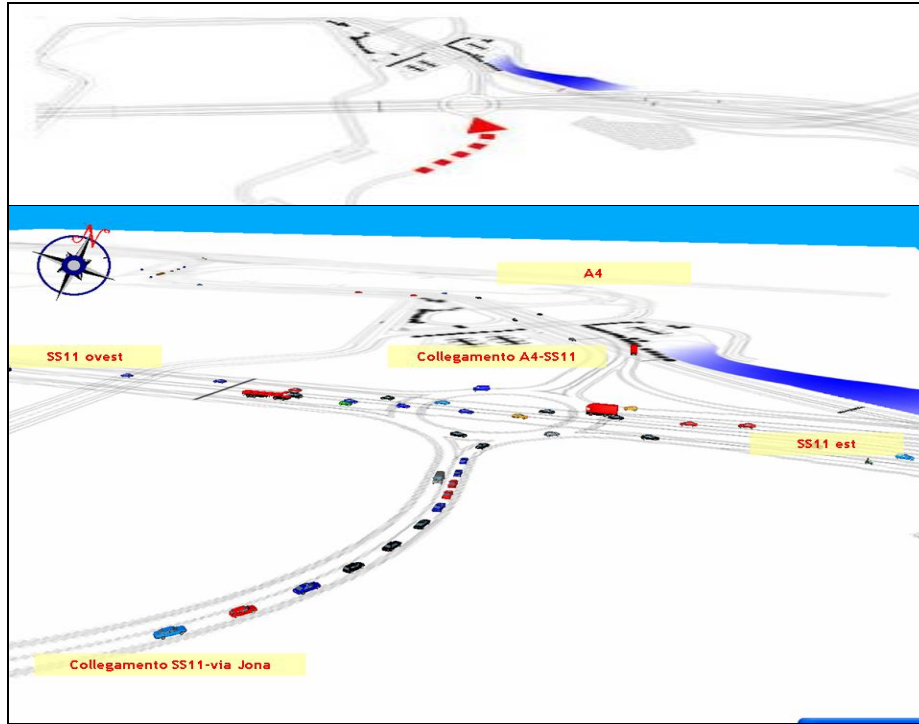 N
A4
SS11 ovest
Collegamento A4-SS11
SS11 est
Collegamento SS11-via Jona